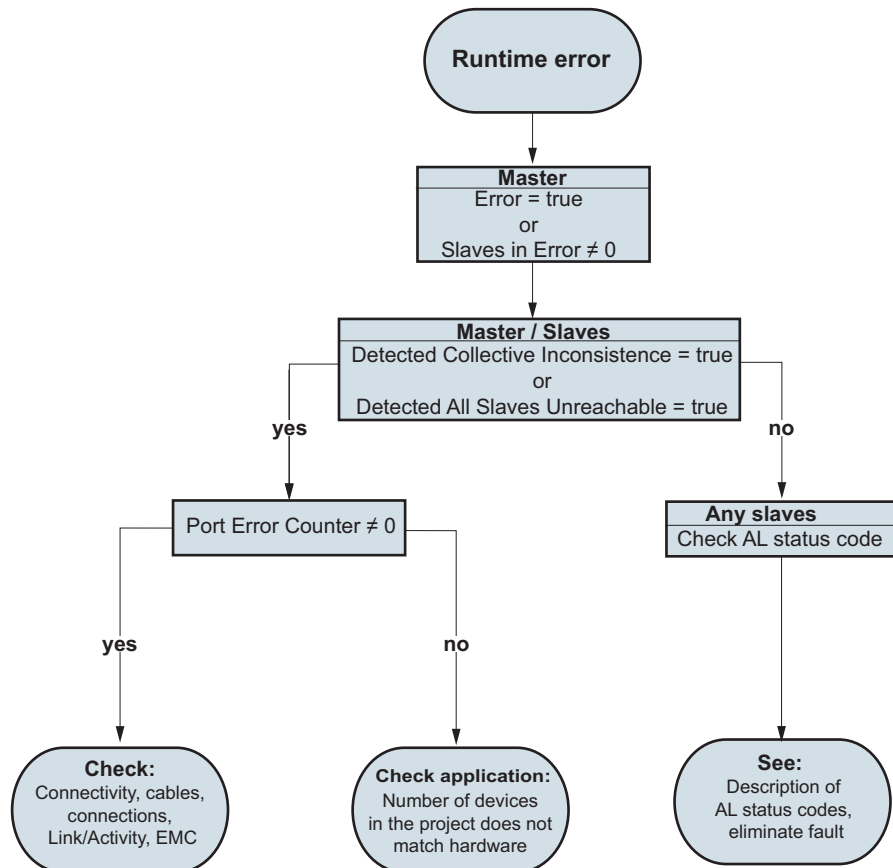 Runtime error
Master
Error = true
or
Slaves in Error ≠ 0
Master / Slaves
Detected Collective Inconsistence = true
or
Detected All Slaves Unreachable = true
yes
no
Port Error Counter ≠ 0
Any slaves
Check AL status code
yes
no
Check:
Connectivity, cables,
connections,
Link/Activity, EMC
Check application:
Number of devices
in the project does not
match hardware
See:
Description of
AL status codes,
eliminate fault